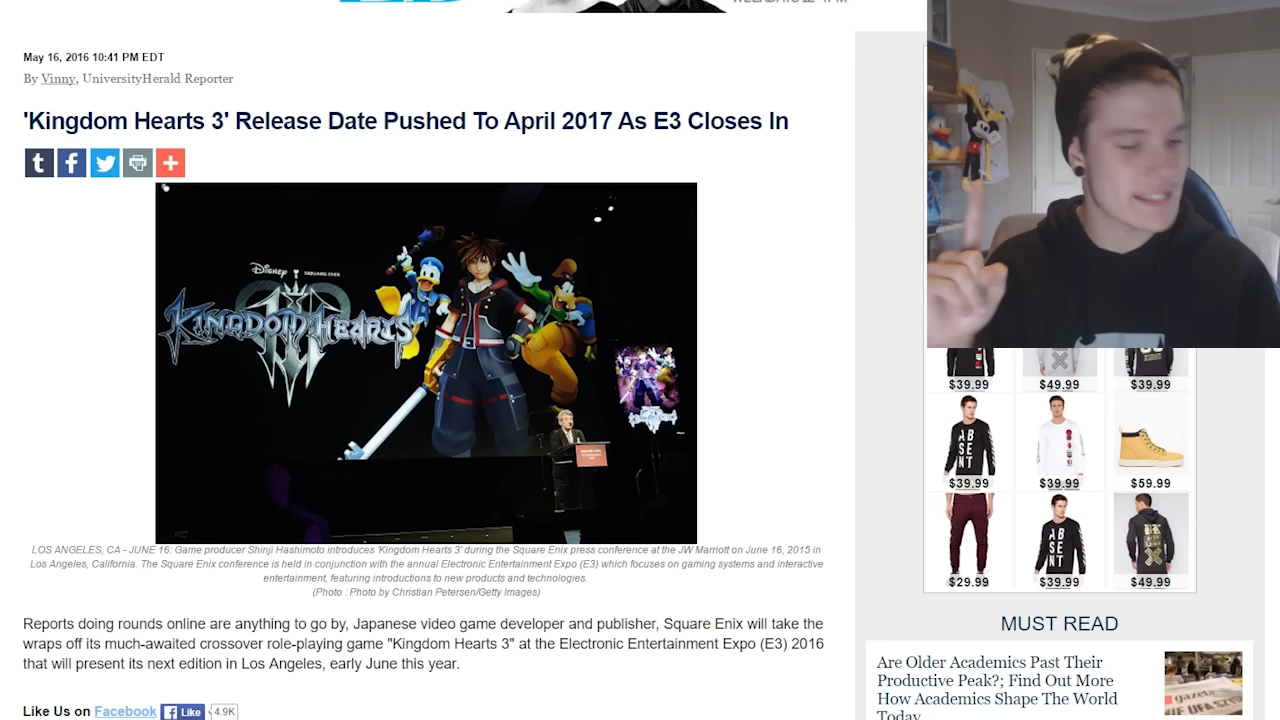 May 16, 2016 10:41 PM EDT
By Vinny, UniversityHerald Reporter
'Kingdom Hearts 3' Release Date Pushed To April 2017 As E3 Closes In
Disney SQUARE ENIX
KINGDOM HEARTS
III
LOS ANGELES, CA - JUNE 16: Game producer Shinji Hashimoto introduces 'Kingdom Hearts 3' during the Square Enix press conference at the JW Marriott on June 16, 2015 in
Los Angeles, California. The Square Enix conference is held in conjunction with the annual Electronic Entertainment Expo (E3) which focuses on gaming systems and interactive
entertainment, featuring introductions to new products and technologies.
(Photo : Photo by Christian Petersen/Getty Images)
Reports doing rounds online are anything to go by, Japanese video game developer and publisher, Square Enix will take the
wraps off its much-awaited crossover role-playing game "Kingdom Hearts 3" at the Electronic Entertainment Expo (E3) 2016
that will present its next edition in Los Angeles, early June this year.
Like Us on Facebook Like 4.9K
$39.99 $49.99 $39.99
AB
SE
NT
$39.99 $39.99 $59.99
AB
SE
NT
$29.99 $39.99 $49.99
MUST READ
Are Older Academics Past Their
Productive Peak?; Find Out More
How Academics Shape The World
Today